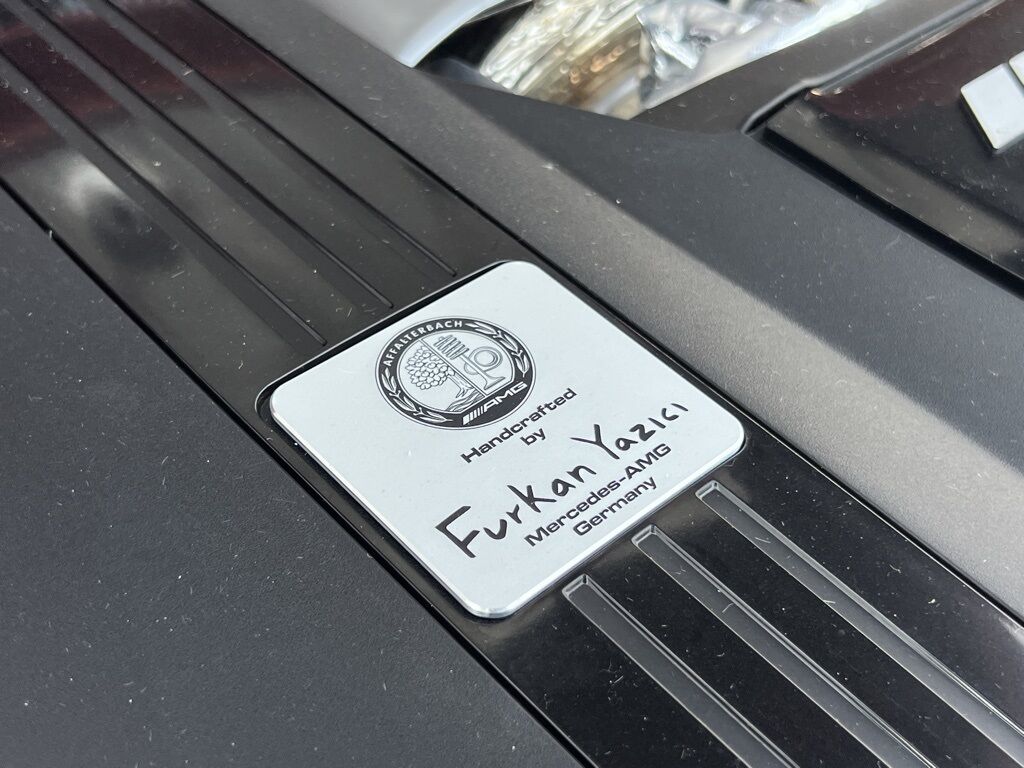 AFFALTERBACH
AMG
Handcrafted
by
Furkan Yazıcı
Mercedes-AMG
Germany